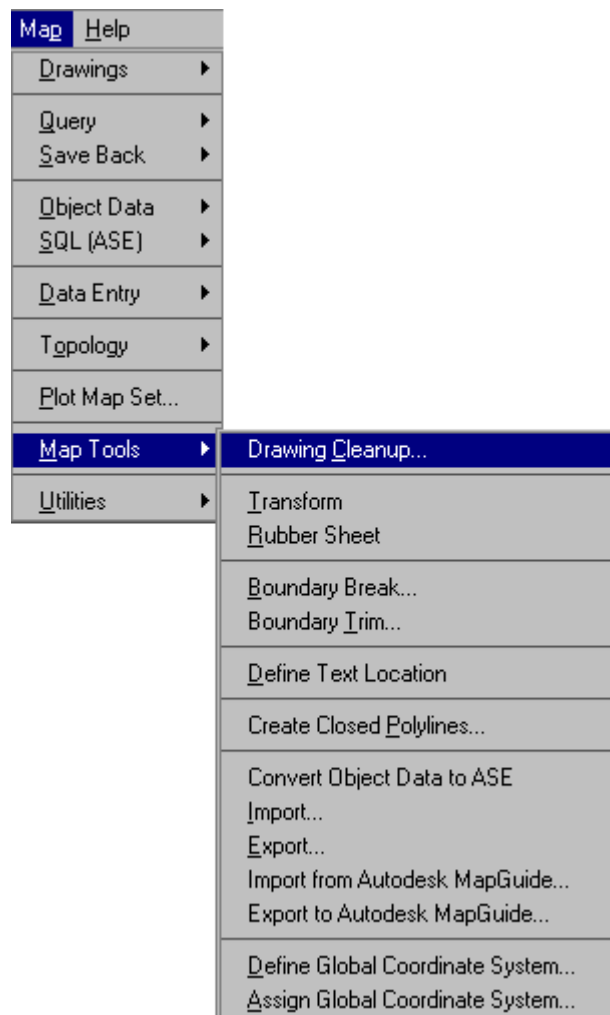 Map Help
Drawings
Query
Save Back
Object Data
SQL (ASE)
Data Entry
Topology
Plot Map Set...
Map Tools
Utilities
Drawing Cleanup...
Transform
Rubber Sheet
Boundary Break...
Boundary Trim...
Define Text Location
Create Closed Polylines...
Convert Object Data to ASE
Import...
Export...
Import from Autodesk MapGuide...
Export to Autodesk MapGuide...
Define Global Coordinate System...
Assign Global Coordinate System...